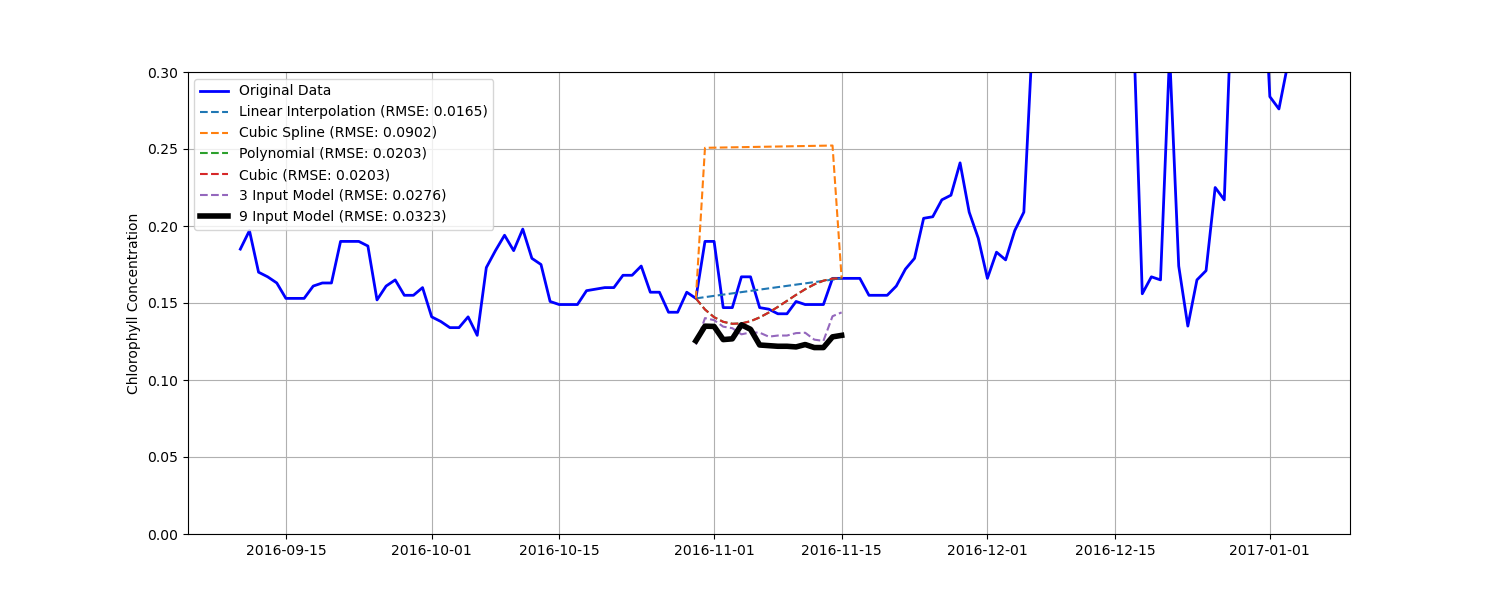 0.30
0.25
0.20
0.15
0.10
0.05
0.00
Chlorophyll Concentration
Original Data
Linear Interpolation (RMSE: 0.0165)
Cubic Spline (RMSE: 0.0902)
Polynomial (RMSE: 0.0203)
Cubic (RMSE: 0.0203)
3 Input Model (RMSE: 0.0276)
9 Input Model (RMSE: 0.0323)
2016-09-15 2016-10-01 2016-10-15 2016-11-01 2016-11-15 2016-12-01 2016-12-15 2017-01-01